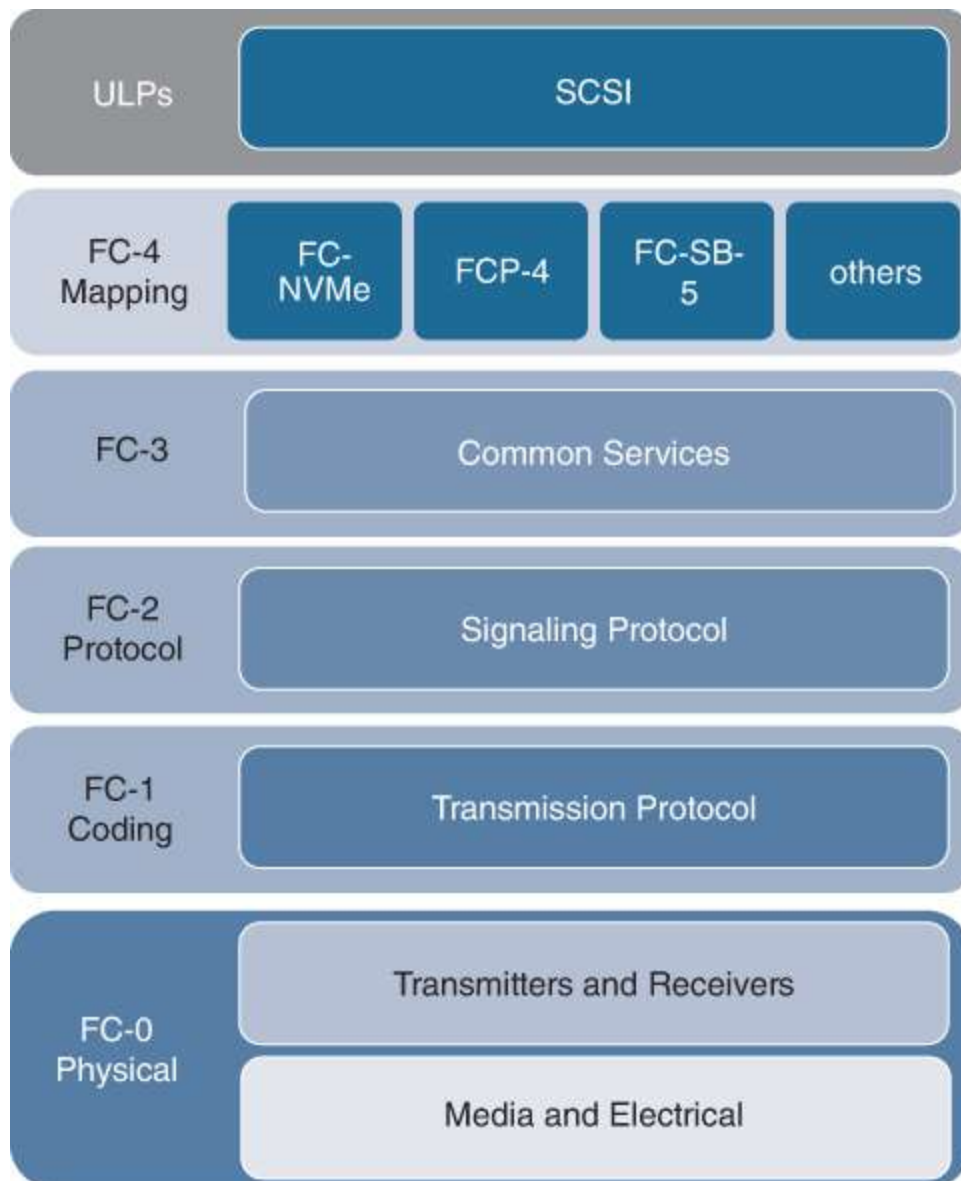 ULPs
SCSI
FC-4
Mapping
FC-
NVMe
FCP-4
FC-SB-
5
others
FC-3
Common Services
FC-2
Protocol
Signaling Protocol
FC-1
Coding
Transmission Protocol
FC-0
Physical
Transmitters and Receivers
Media and Electrical